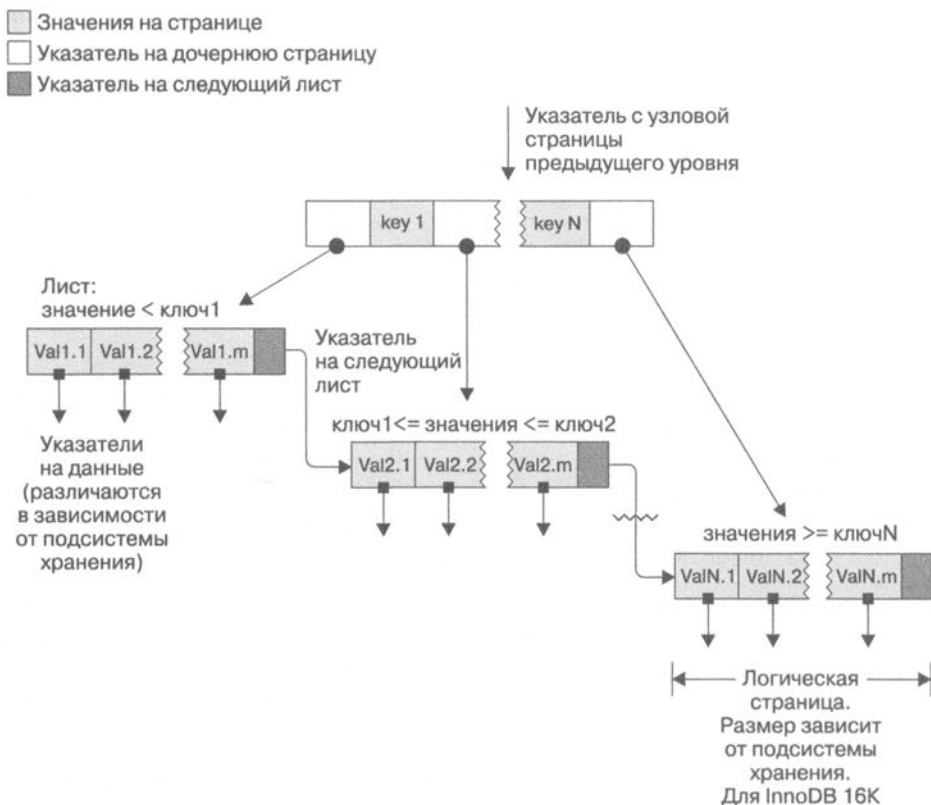 Значения на странице
Указатель на дочернюю страницу
Указатель на следующий лист
Указатель с узловой
страницы
предыдущего уровня
key 1
key N
Лист:
значение < ключ1
Val1.1
Val1.2
Val1.m
Указатель
на следующий
лист
Указатели
на данные
(различаются
в зависимости
от подсистемы
хранения)
ключ1<= значения <= ключ2
Val2.1
Val2.2
Val2.m
значения >= ключN
ValN.1
ValN.2
ValN.m
Логическая
страница.
Размер зависит
от подсистемы
хранения.
Для InnoDB 16K